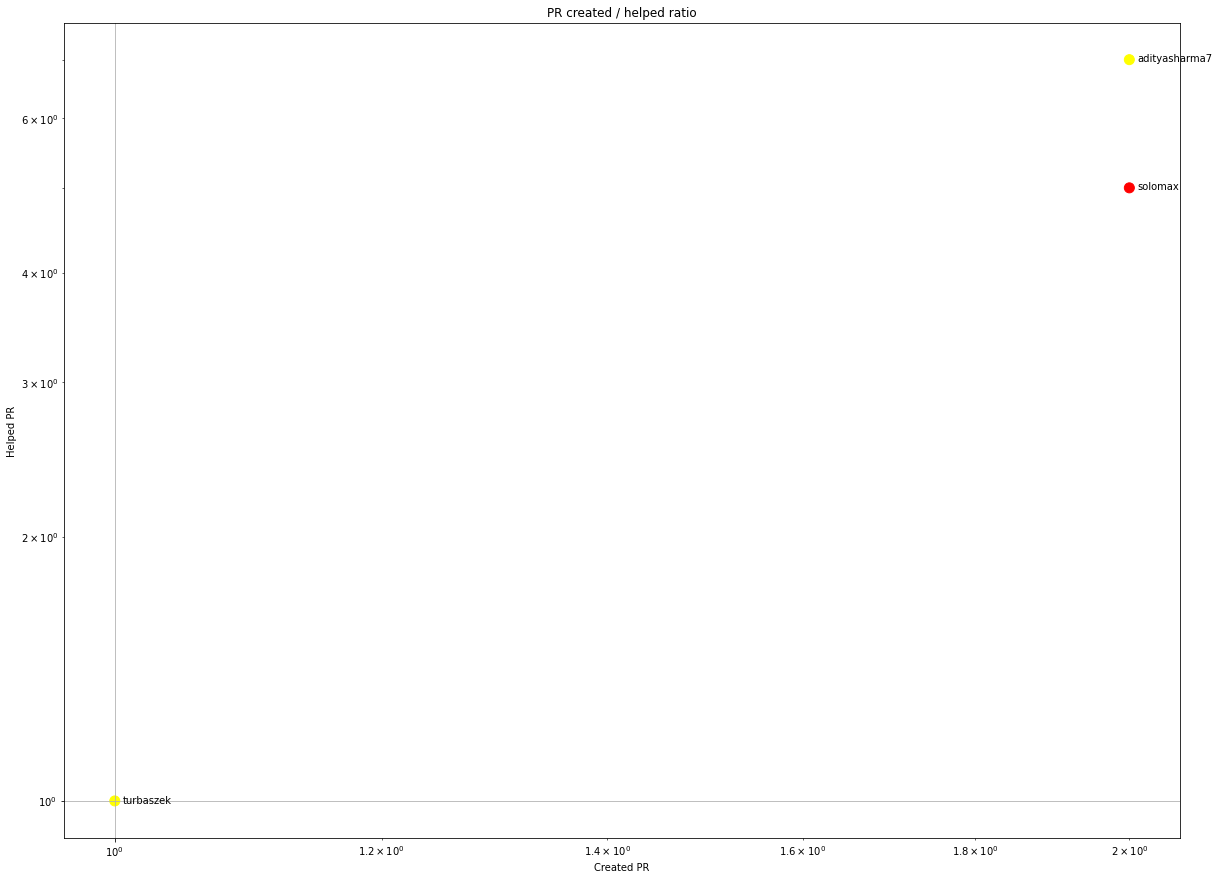 PR created / helped ratio
adityasharma7
6 × 10⁰
solomax
4 × 10⁰
3 × 10⁰
Helped PR
2 × 10⁰
10⁰
turbaszek
10⁰ 1.2 × 10⁰ 1.4 × 10⁰ 1.6 × 10⁰ 1.8 × 10⁰ 2 × 10⁰
Created PR